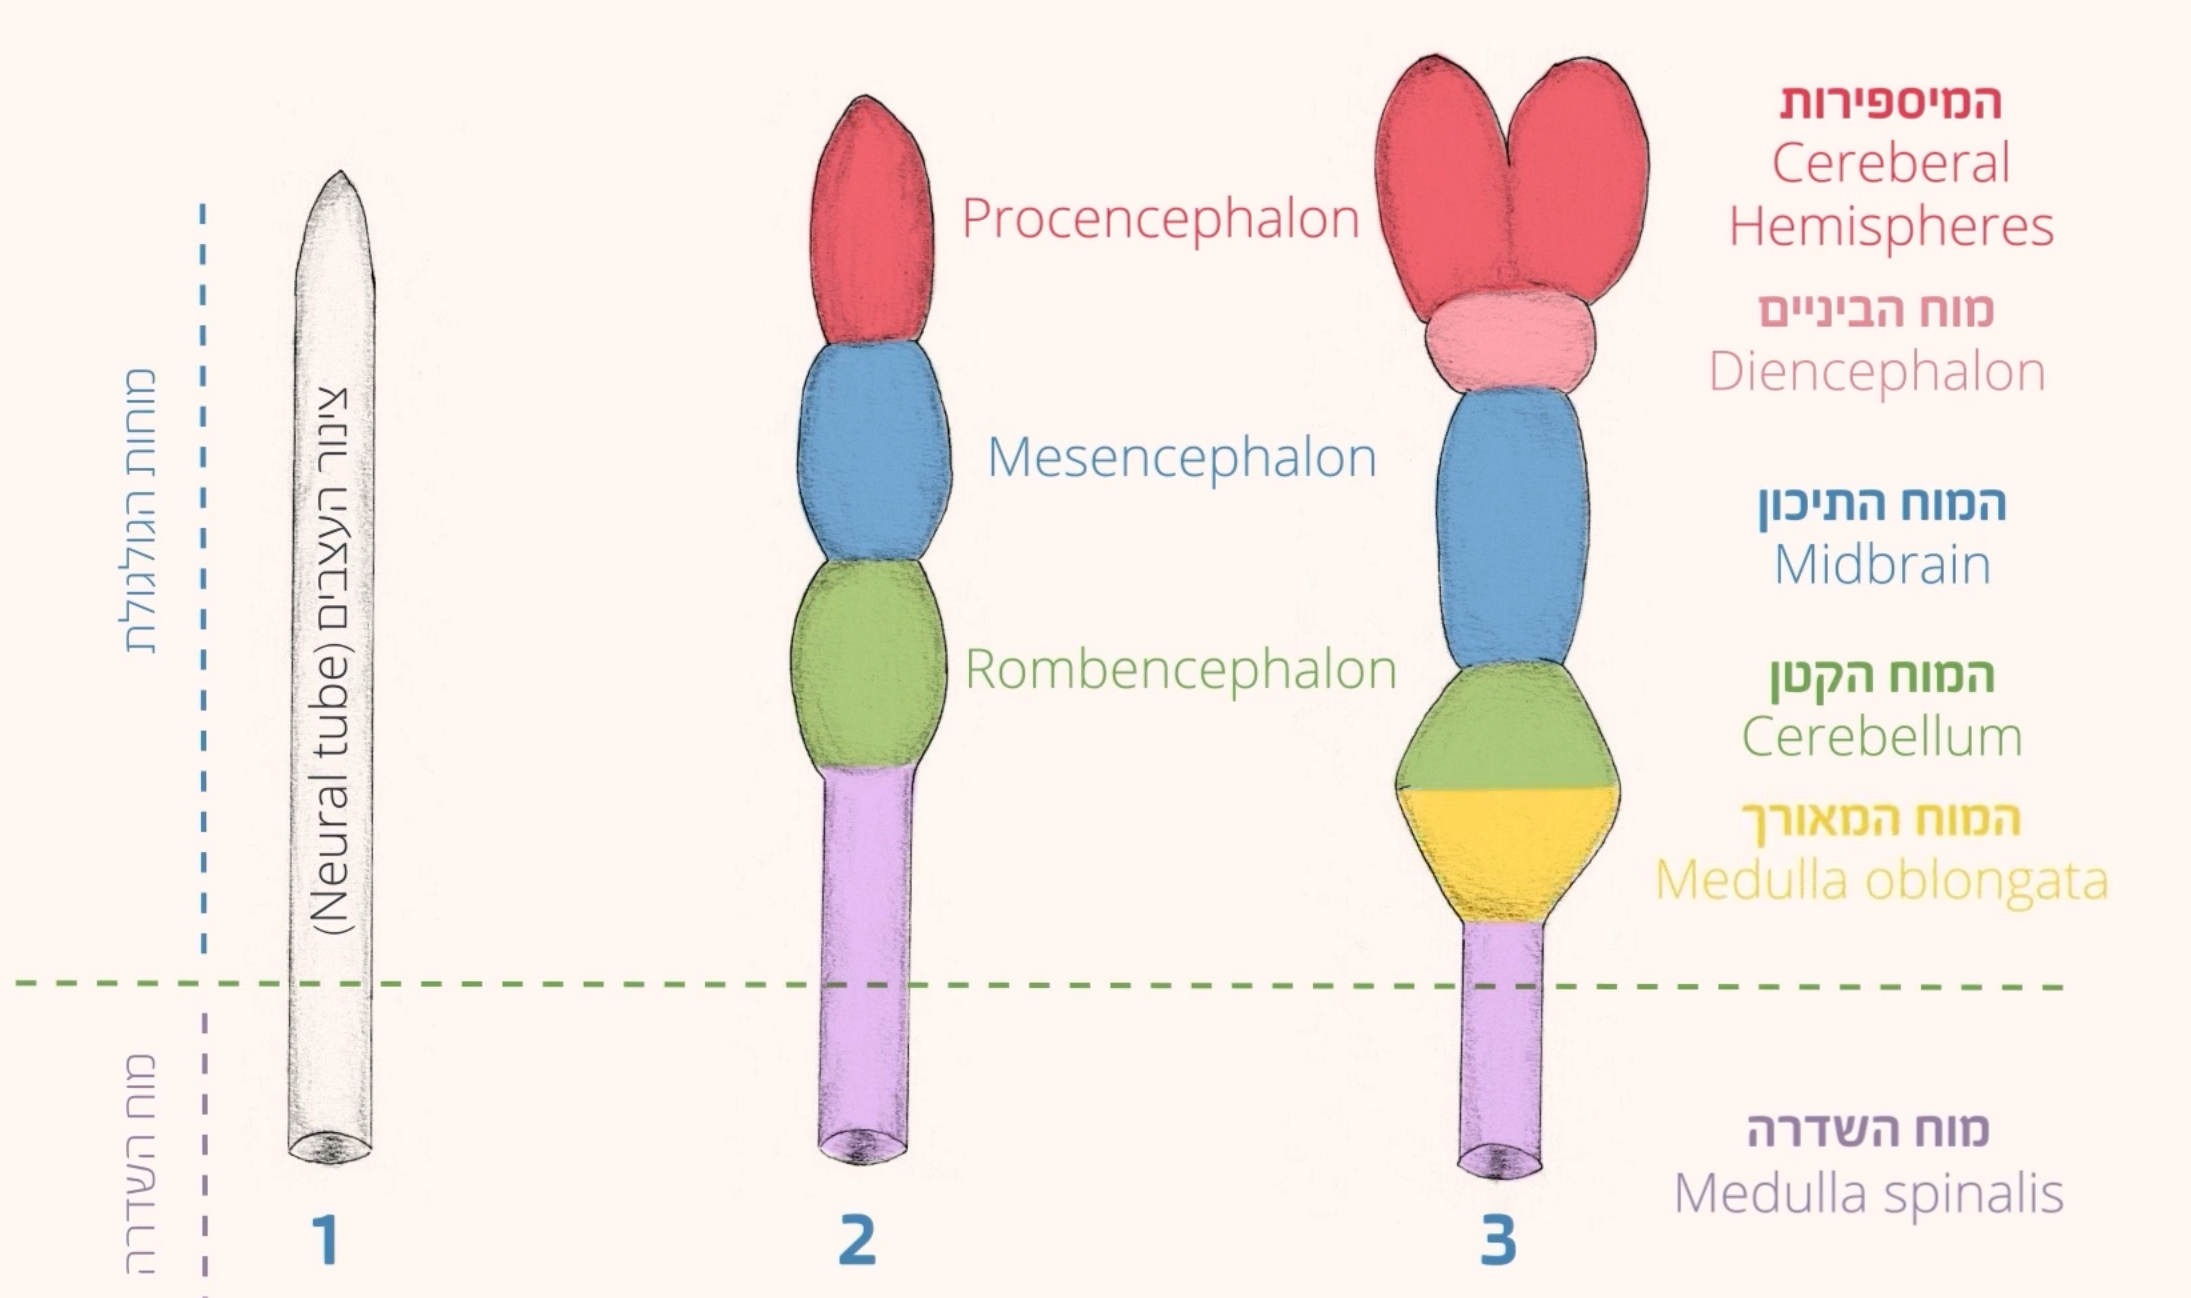 מוחות הגולגולת
מוח השדרה
צינור העצבים (Neural tube)
1
Procencephalon
Mesencephalon
Rombencephalon
2
3
המיספירות
Cereberal
Hemispheres
מוח הביניים
Diencephalon
המוח התיכון
Midbrain
המוח הקטן
Cerebellum
המוח המאורך
Medulla oblongata
מוח השדרה
Medulla spinalis